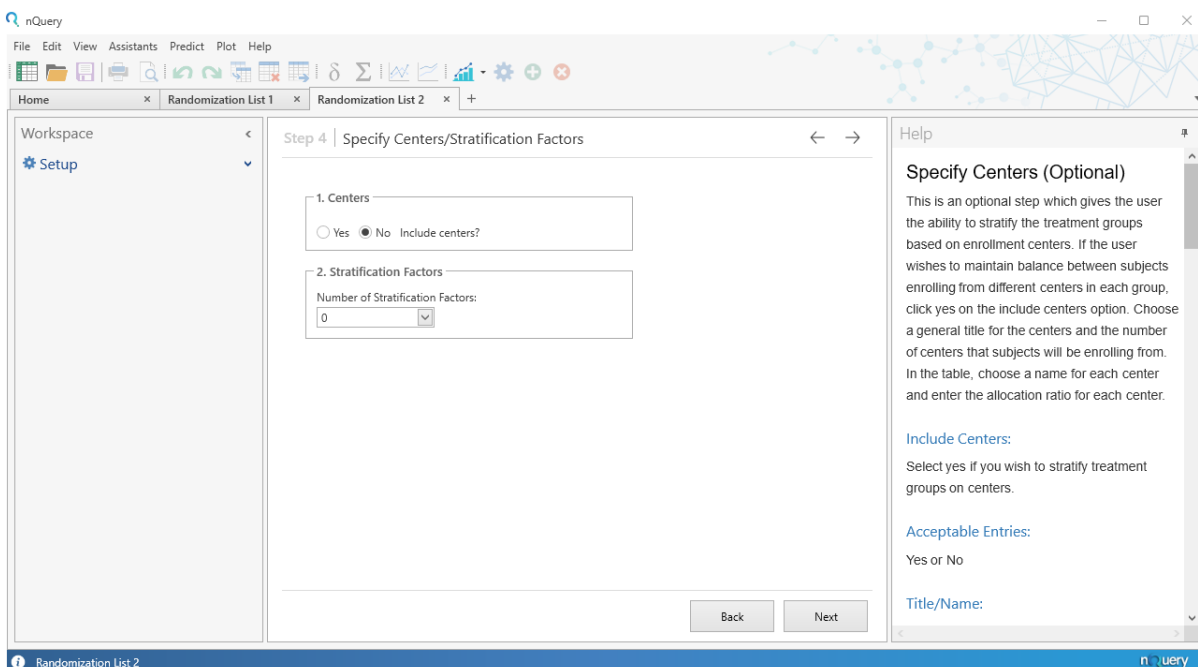 nQuery
File Edit View Assistants Predict Plot Help
Home × Randomization List 1 × Randomization List 2 × +
Workspace
Setup
Step 4 | Specify Centers/Stratification Factors
1. Centers
Yes No Include centers?
2. Stratification Factors
Number of Stratification Factors:
0
Back Next
Help
Specify Centers (Optional)
This is an optional step which gives the user
the ability to stratify the treatment groups
based on enrollment centers. If the user
wishes to maintain balance between subjects
enrolling from different centers in each group,
click yes on the include centers option. Choose
a general title for the centers and the number
of centers that subjects will be enrolling from.
In the table, choose a name for each center
and enter the allocation ratio for each center.
Include Centers:
Select yes if you wish to stratify treatment
groups on centers.
Acceptable Entries:
Yes or No
Title/Name:
Randomization List 2
nQuery